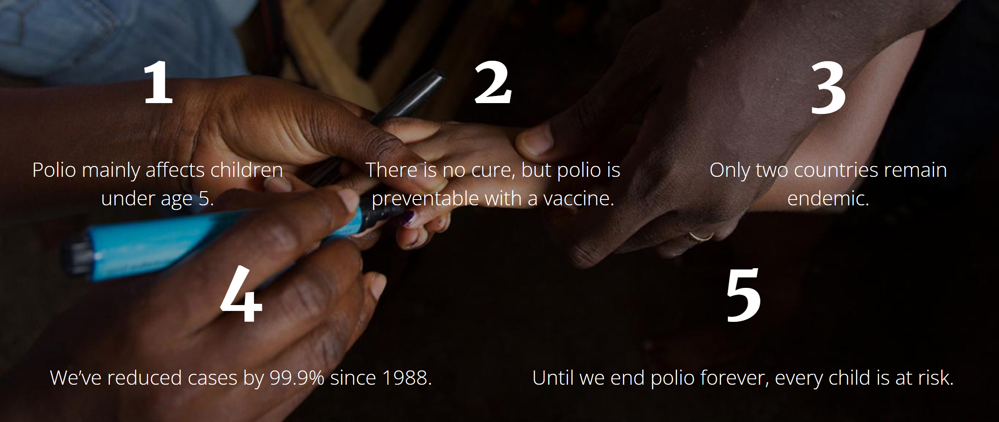 1
Polio mainly affects children
under age 5.
2
There is no cure, but polio is
preventable with a vaccine.
3
Only two countries remain
endemic.
4
We’ve reduced cases by 99.9% since 1988.
5
Until we end polio forever, every child is at risk.